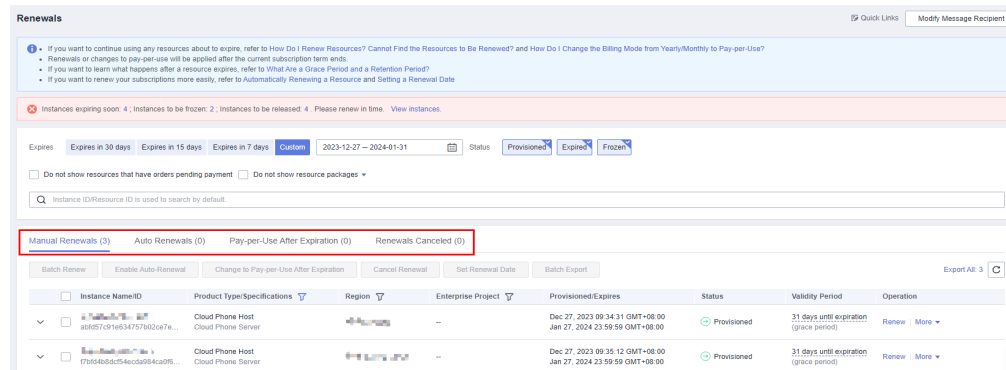 Renewals
Quick Links
Modify Message Recipient
If you want to continue using any resources about to expire, refer to How Do I Renew Resources? Cannot Find the Resources to Be Renewed? and How Do I Change the Billing Mode from Yearly/Monthly to Pay-per-Use?
Renewals or changes to pay-per-use will be applied after the current subscription term ends.
If you want to learn what happens after a resource expires, refer to What Are a Grace Period and a Retention Period?
If you want to renew your subscriptions more easily, refer to Automatically Renewing a Resource and Setting a Renewal Date
Instances expiring soon: 4 ; Instances to be frozen: 2 ; Instances to be released: 4 . Please renew in time. View instances.
Expires Expires in 30 days Expires in 15 days Expires in 7 days Custom 2023-12-27 – 2024-01-31 Status Provisioned Expired Frozen
Do not show resources that have orders pending payment Do not show resource packages
Instance ID/Resource ID is used to search by default.
Manual Renewals (3) Auto Renewals (0) Pay-per-Use After Expiration (0) Renewals Canceled (0)
Batch Renew Enable Auto-Renewal Change to Pay-per-Use After Expiration Cancel Renewal Set Renewal Date Batch Export Export All: 3
Instance Name/ID Product Type/Specifications Region Enterprise Project Provisioned/Expires Status Validity Period Operation
Cloud Phone Host Dec 27, 2023 09:34:31 GMT+08:00 31 days until expiration
abfd57c91e634757b02ce7e... Cloud Phone Server – Jan 27, 2024 23:59:59 GMT+08:00 Provisioned (grace period) Renew More
Cloud Phone Host Dec 27, 2023 09:35:12 GMT+08:00 31 days until expiration
f7bfd4b8dcf54ecda984ca0f6... Cloud Phone Server – Jan 27, 2024 23:59:59 GMT+08:00 Provisioned (grace period) Renew More